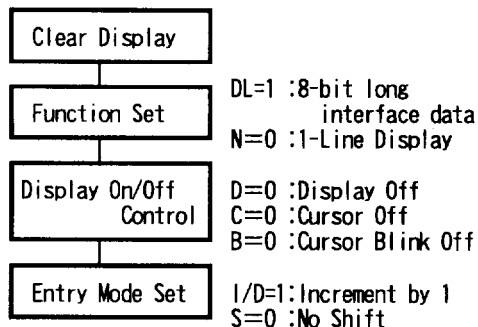 Clear Display
Function Set
DL=1 :8-bit long
interface data
N=0 :1-Line Display
Display On/Off
Control
D=0 :Display Off
C=0 :Cursor Off
B=0 :Cursor Blink Off
Entry Mode Set
I/D=1:Increment by 1
S=0 :No Shift